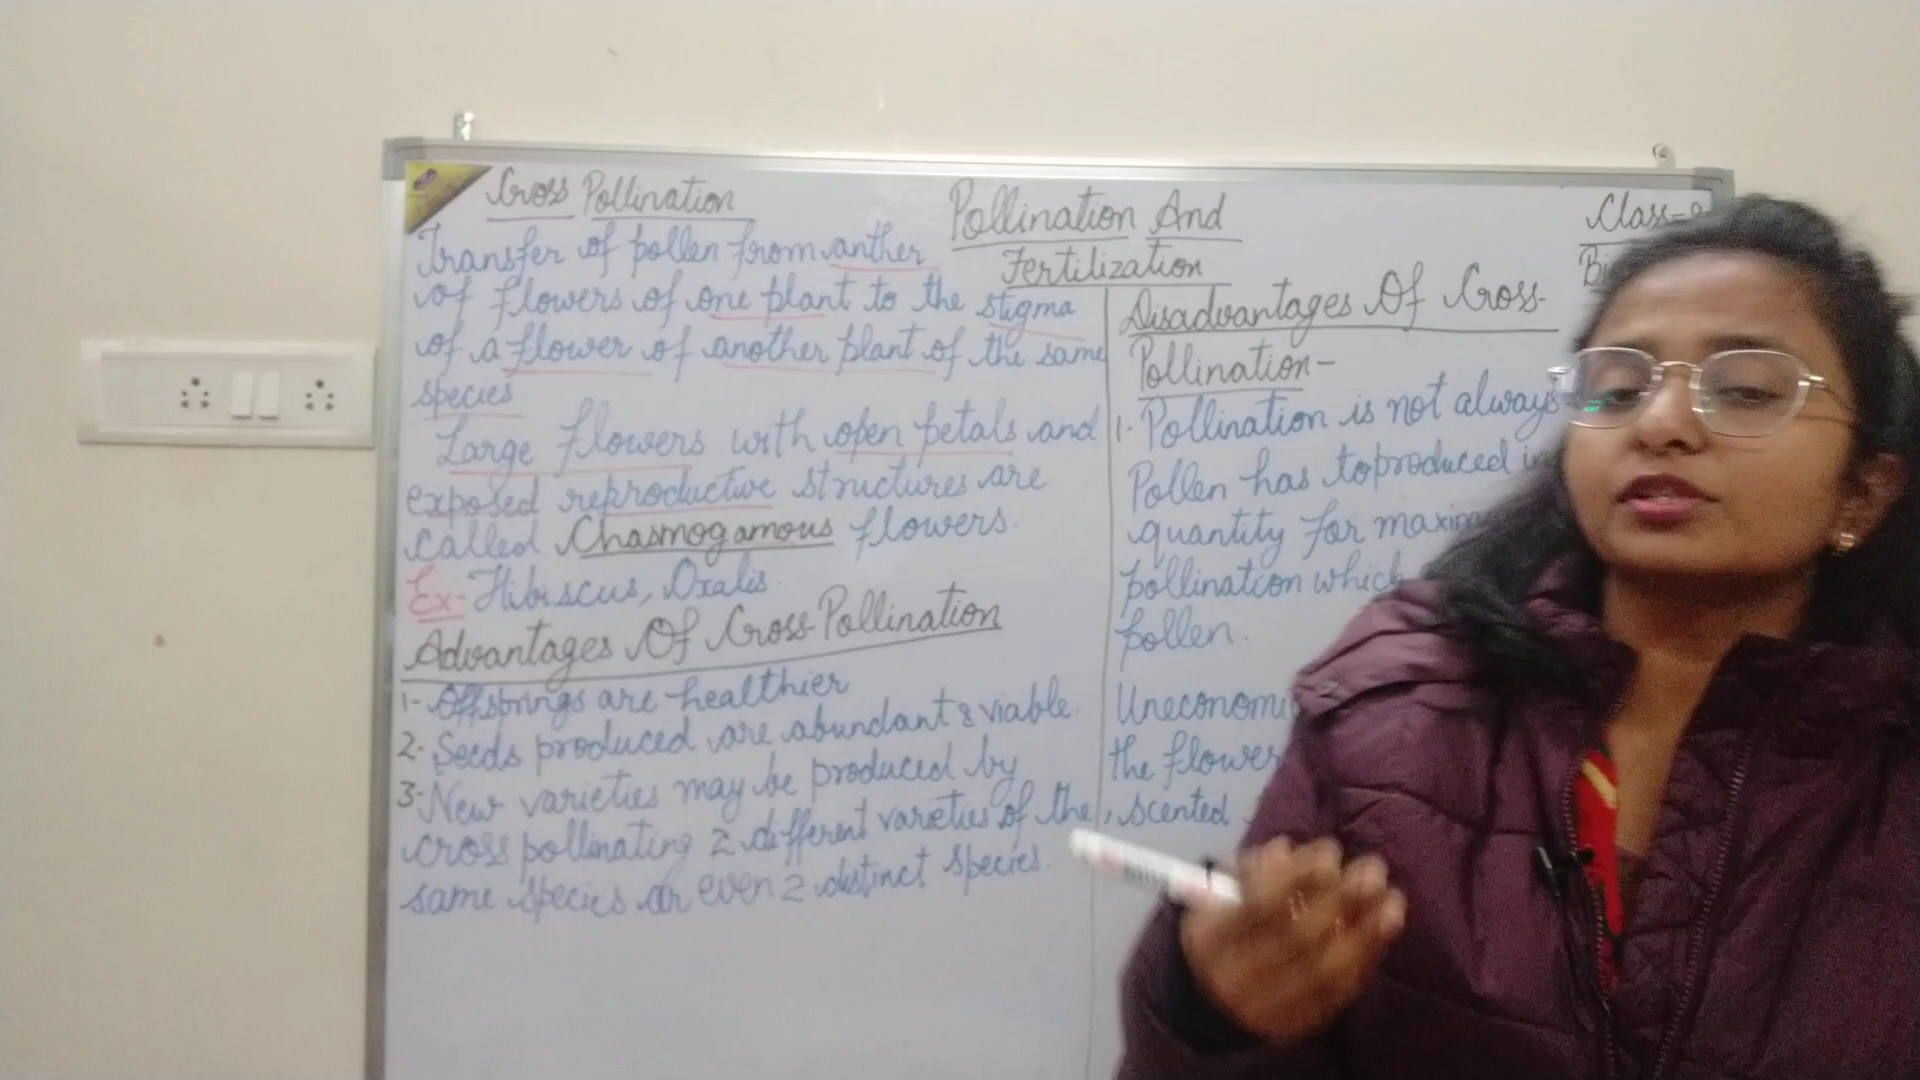 Cross Pollination
Transfer of pollen from anther
of flowers of one plant to the stigma
of a flower of another plant of the same
species.
Large flowers with open petals and
exposed reproductive structures are
called Chasmogamous flowers.
Ex- Hibiscus, Oxalis.
Advantages Of Cross-Pollination
1- Offsprings are healthier
2- Seeds produced are abundant & viable.
3- New varieties may be produced by
cross pollinating 2 different varieties of the
same species or even 2 distinct species.
Pollination And
Fertilization
Class-
Disadvantages Of Cross-
Pollination-
1- Pollination is not always
Pollen has to produced in
quantity for
pollination which
pollen.
the flower
, scented